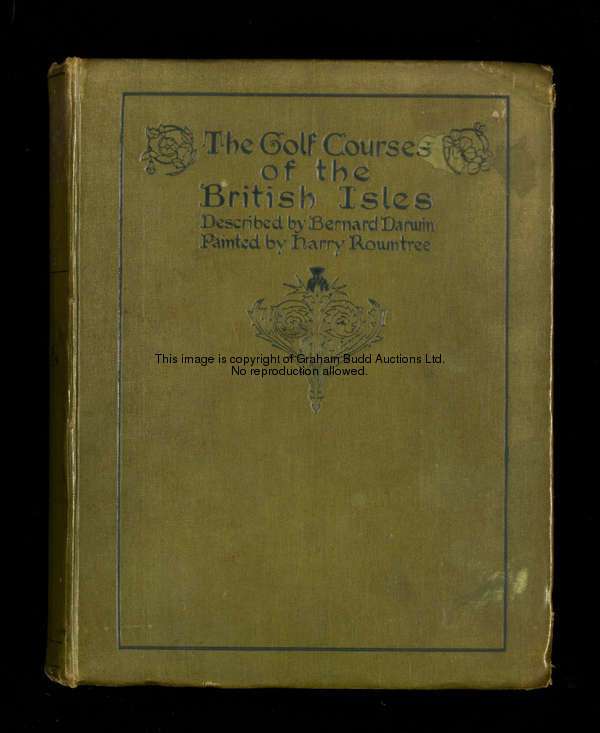 The Golf Courses
of the
British Isles
Described by Bernard Darwin
Painted by Harry Rountree
This image is copyright of Graham Budd Auctions Ltd.
No reproduction allowed.